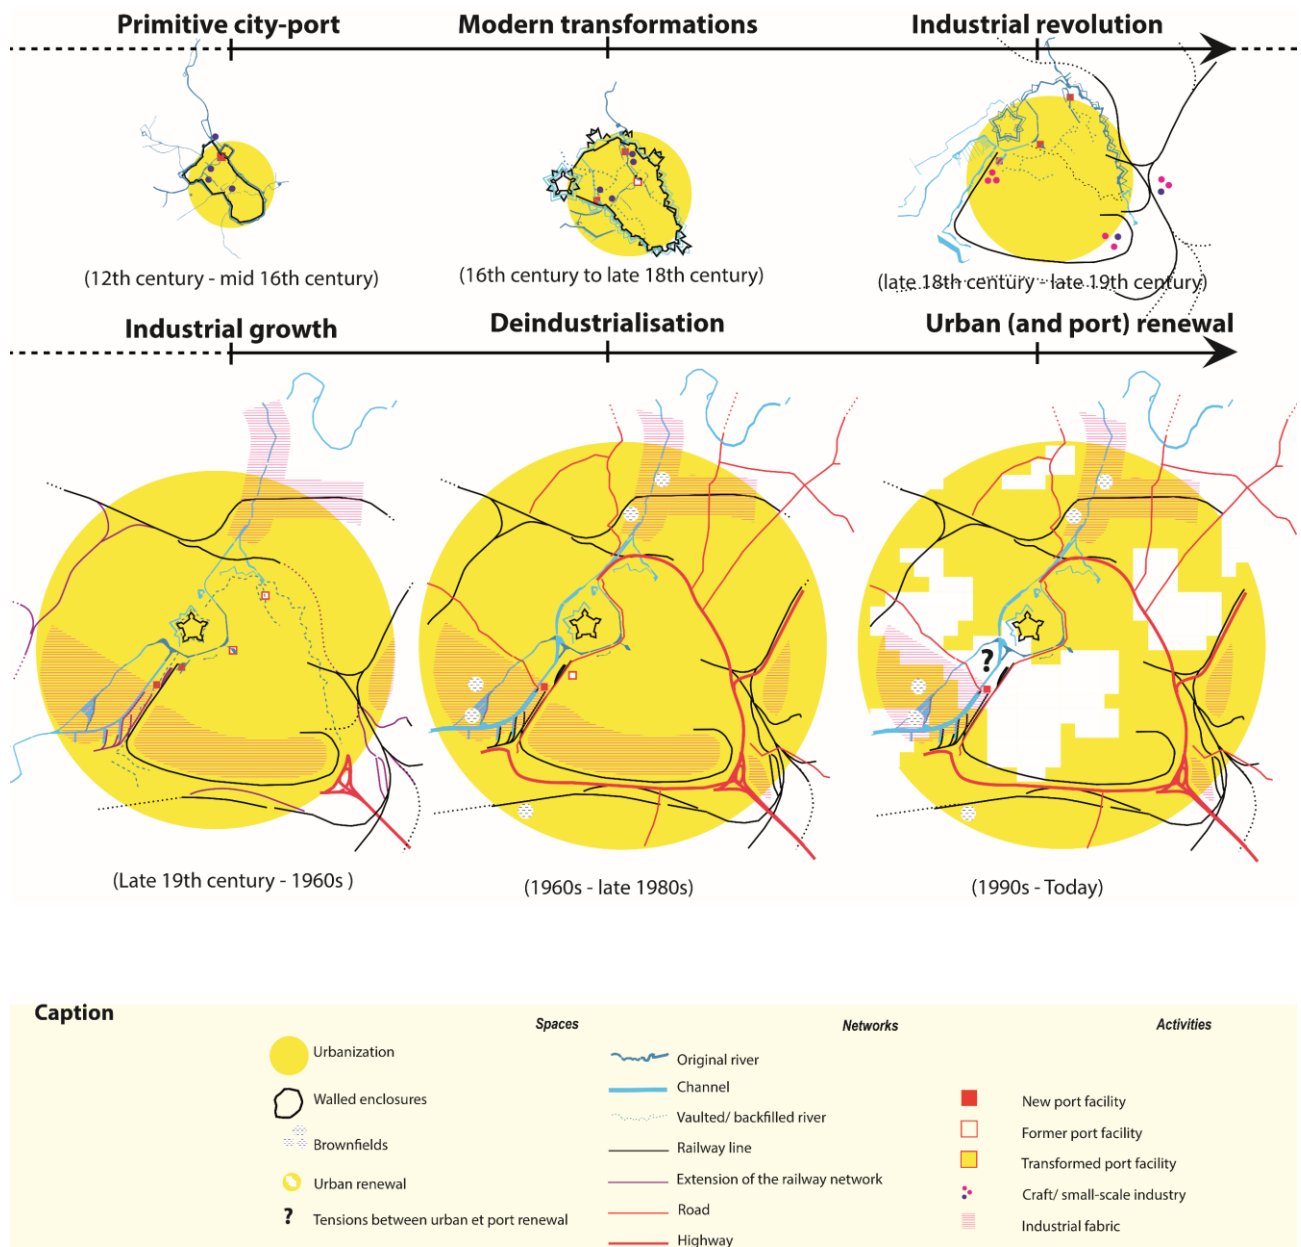 Primitive city-port
Modern transformations
Industrial revolution
(12th century - mid 16th century)
(16th century to late 18th century)
(late 18th century - late 19th century)
Industrial growth
Deindustrialisation
Urban (and port) renewal
?
(Late 19th century - 1960s )
(1960s - late 1980s)
(1990s - Today)
Caption
Spaces
Urbanization
Walled enclosures
Brownfields
Urban renewal
? Tensions between urban et port renewal
Networks
Original river
Channel
Vaulted/ backfilled river
Railway line
Extension of the railway network
Road
Highway
Activities
New port facility
Former port facility
Transformed port facility
Craft/ small-scale industry
Industrial fabric